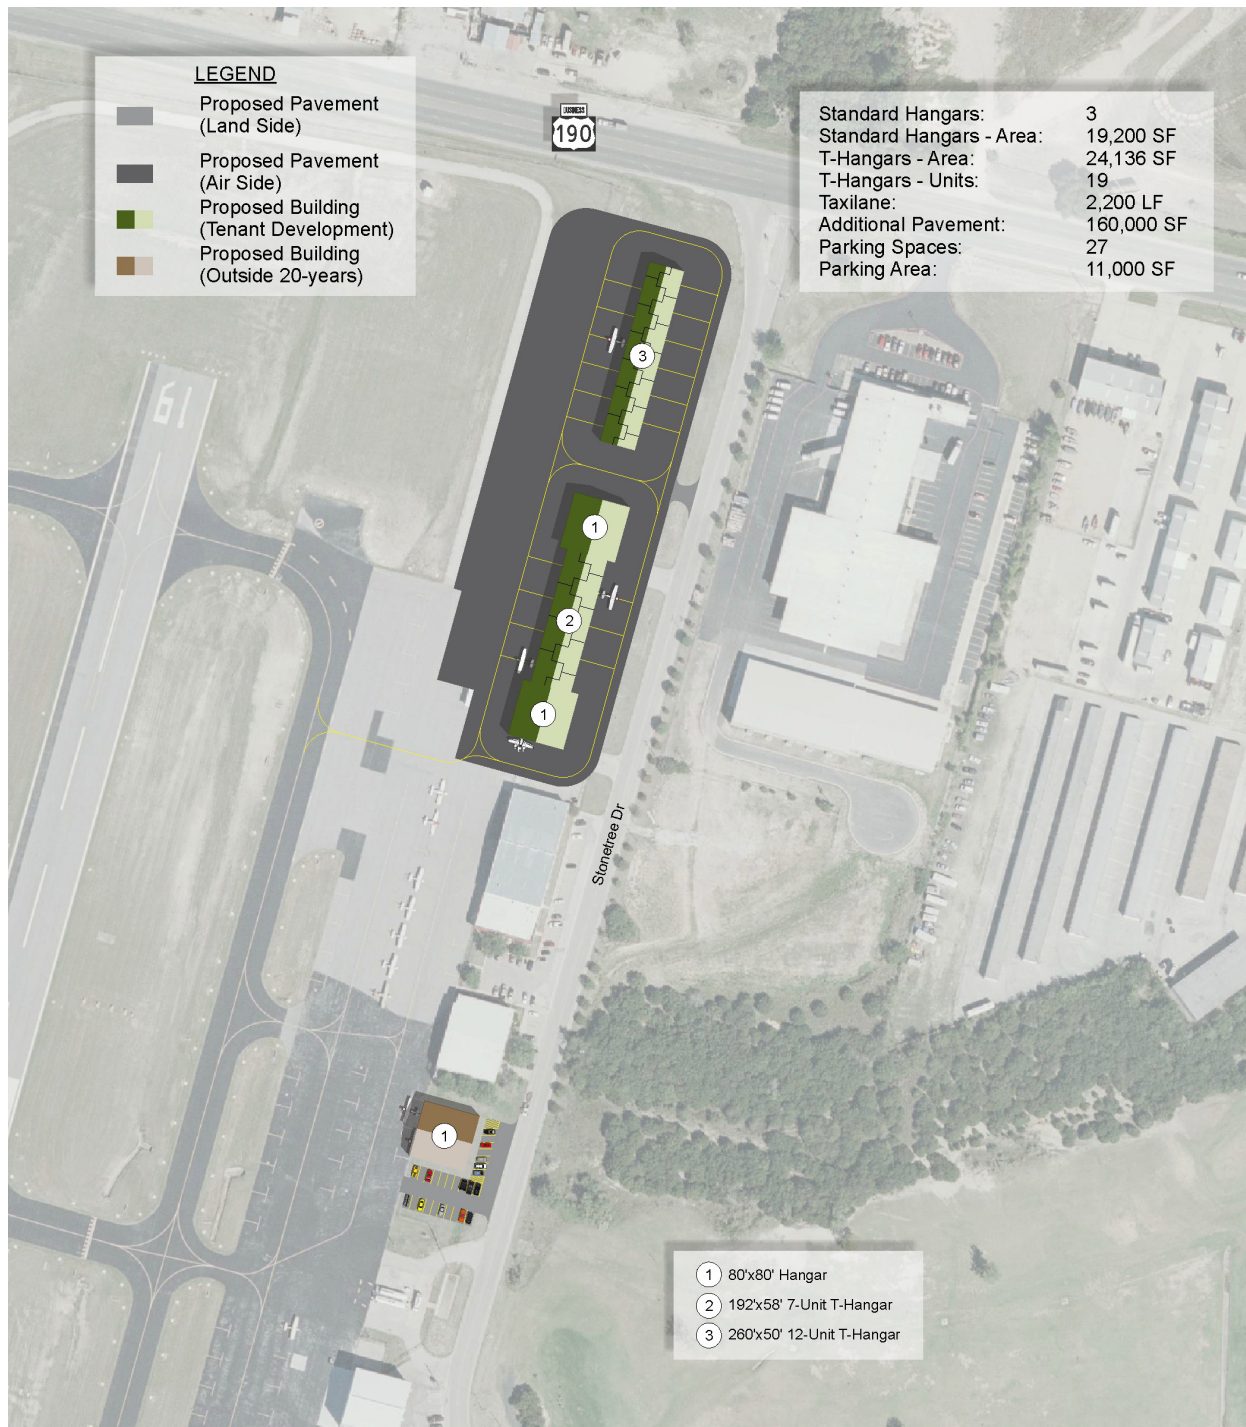 LEGEND
Proposed Pavement
(Land Side)
Proposed Pavement
(Air Side)
Proposed Building
(Tenant Development)
Proposed Building
(Outside 20-years)
BUSINESS
190
Standard Hangars: 3
Standard Hangars - Area: 19,200 SF
T-Hangars - Area: 24,136 SF
T-Hangars - Units: 19
Taxilane: 2,200 LF
Additional Pavement: 160,000 SF
Parking Spaces: 27
Parking Area: 11,000 SF
3
1
2
1
Stonetree Dr
1
1 80'x80' Hangar
2 192'x58' 7-Unit T-Hangar
3 260'x50' 12-Unit T-Hangar